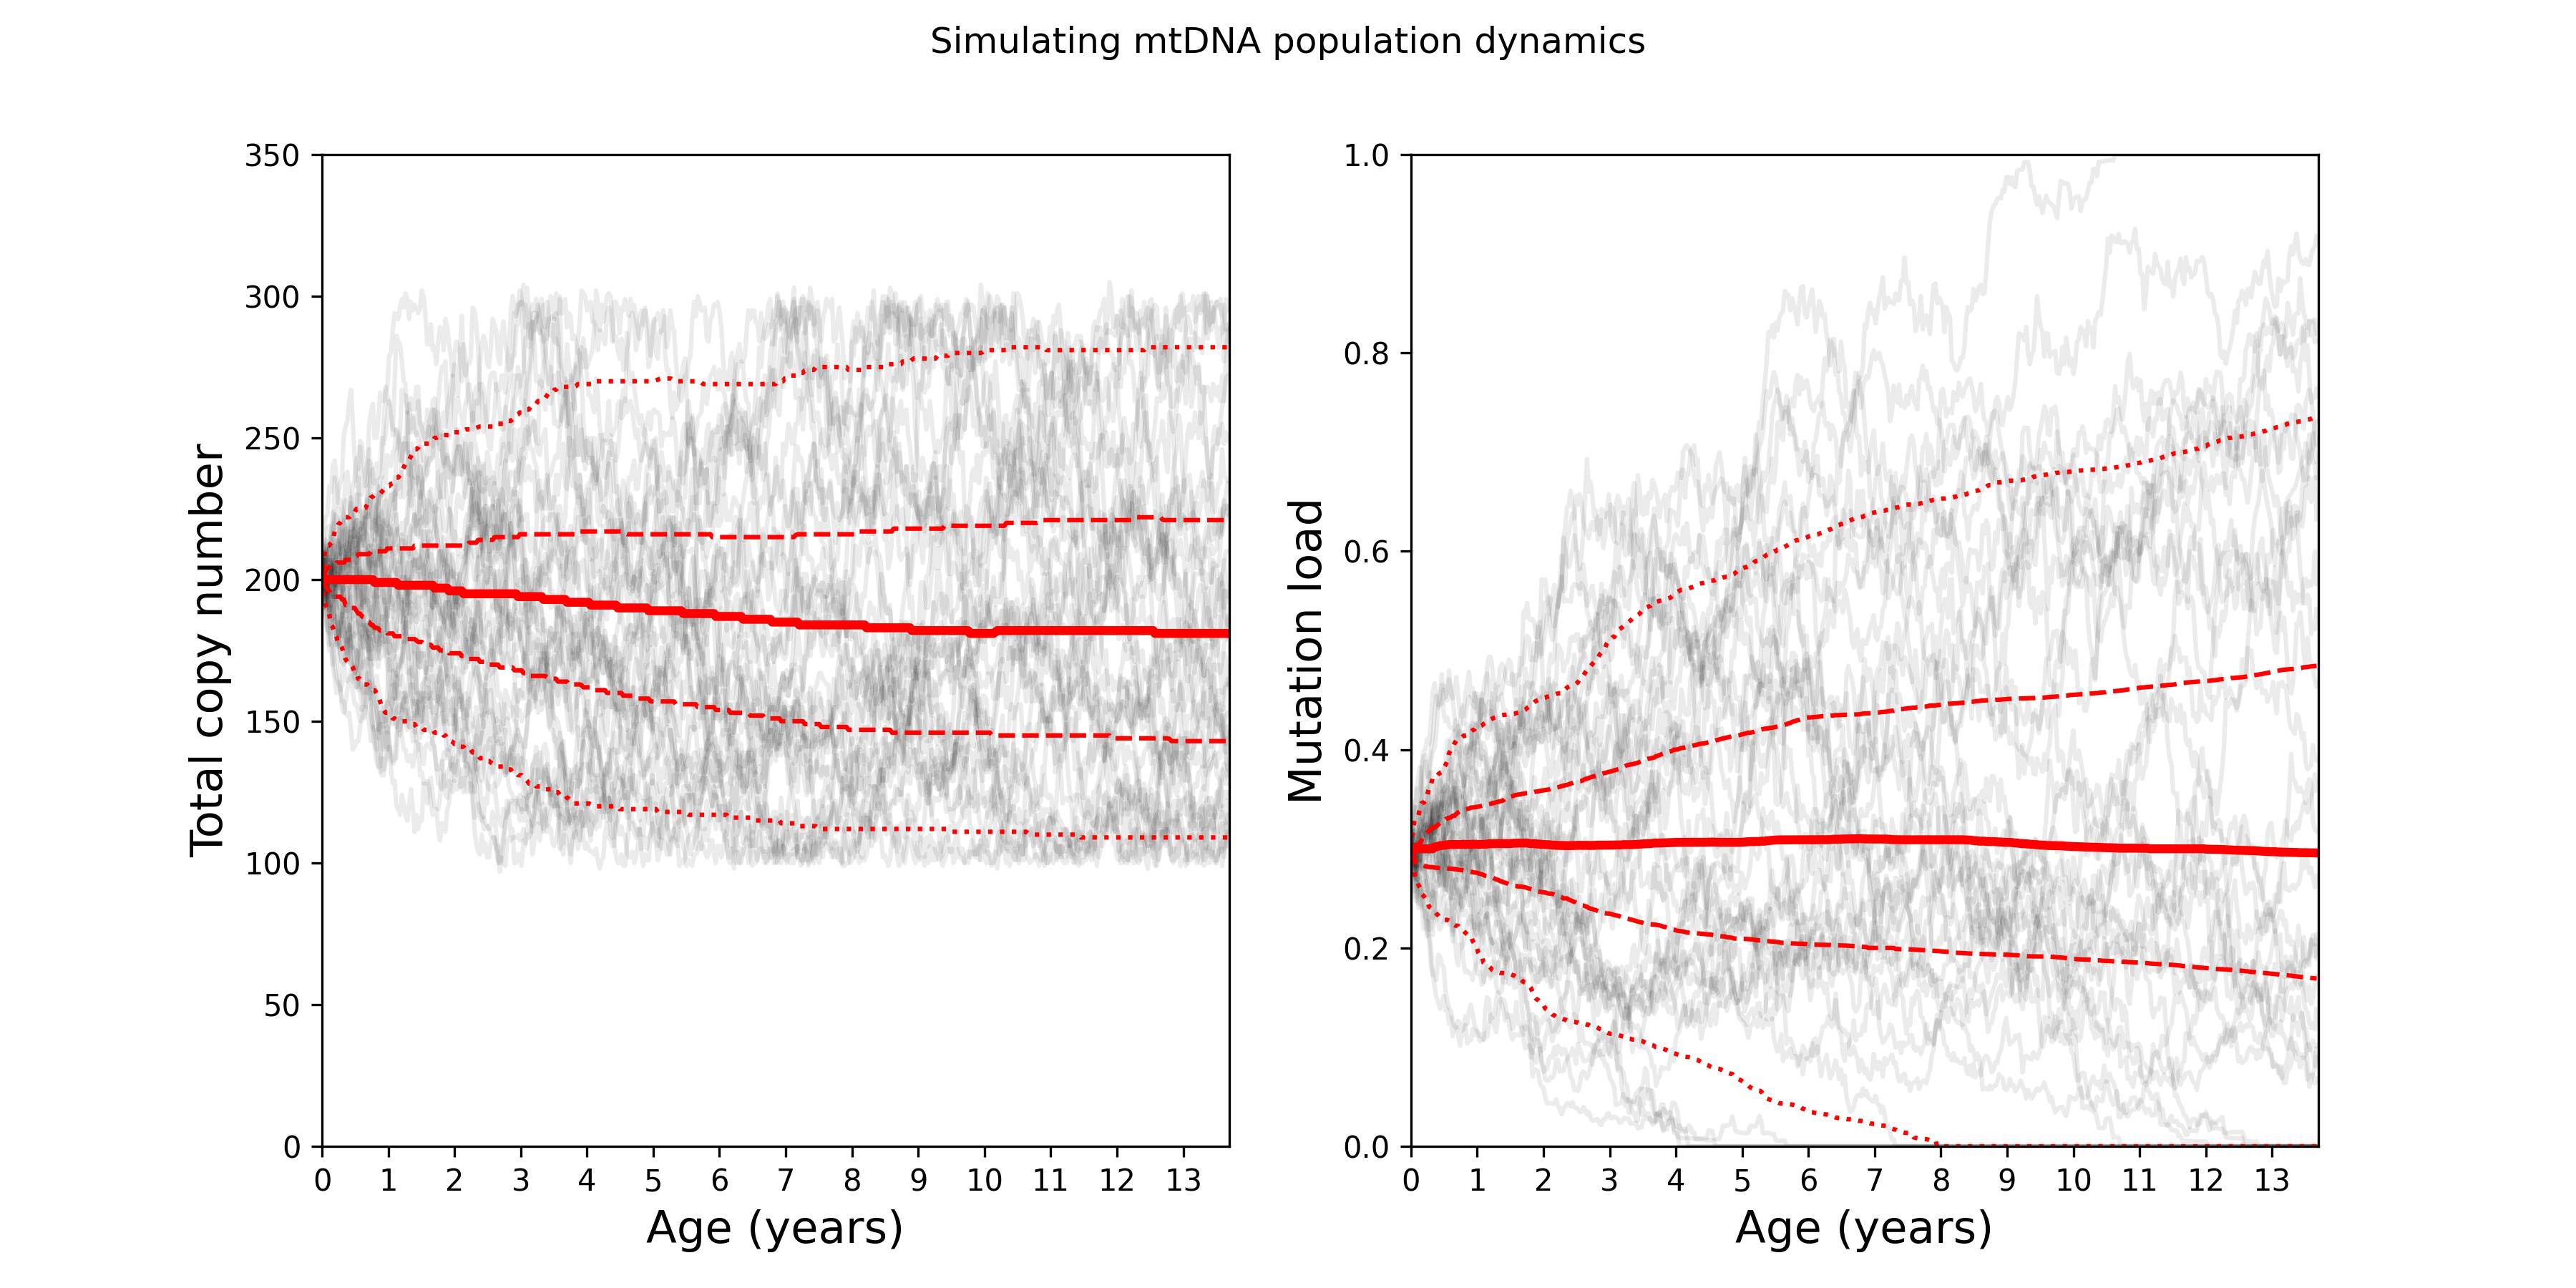 Simulating mtDNA population dynamics
Total copy number
350
300
250
200
150
100
50
0
0 1 2 3 4 5 6 7 8 9 10 11 12 13
Age (years)
Mutation load
1.0
0.8
0.6
0.4
0.2
0.0
0 1 2 3 4 5 6 7 8 9 10 11 12 13
Age (years)